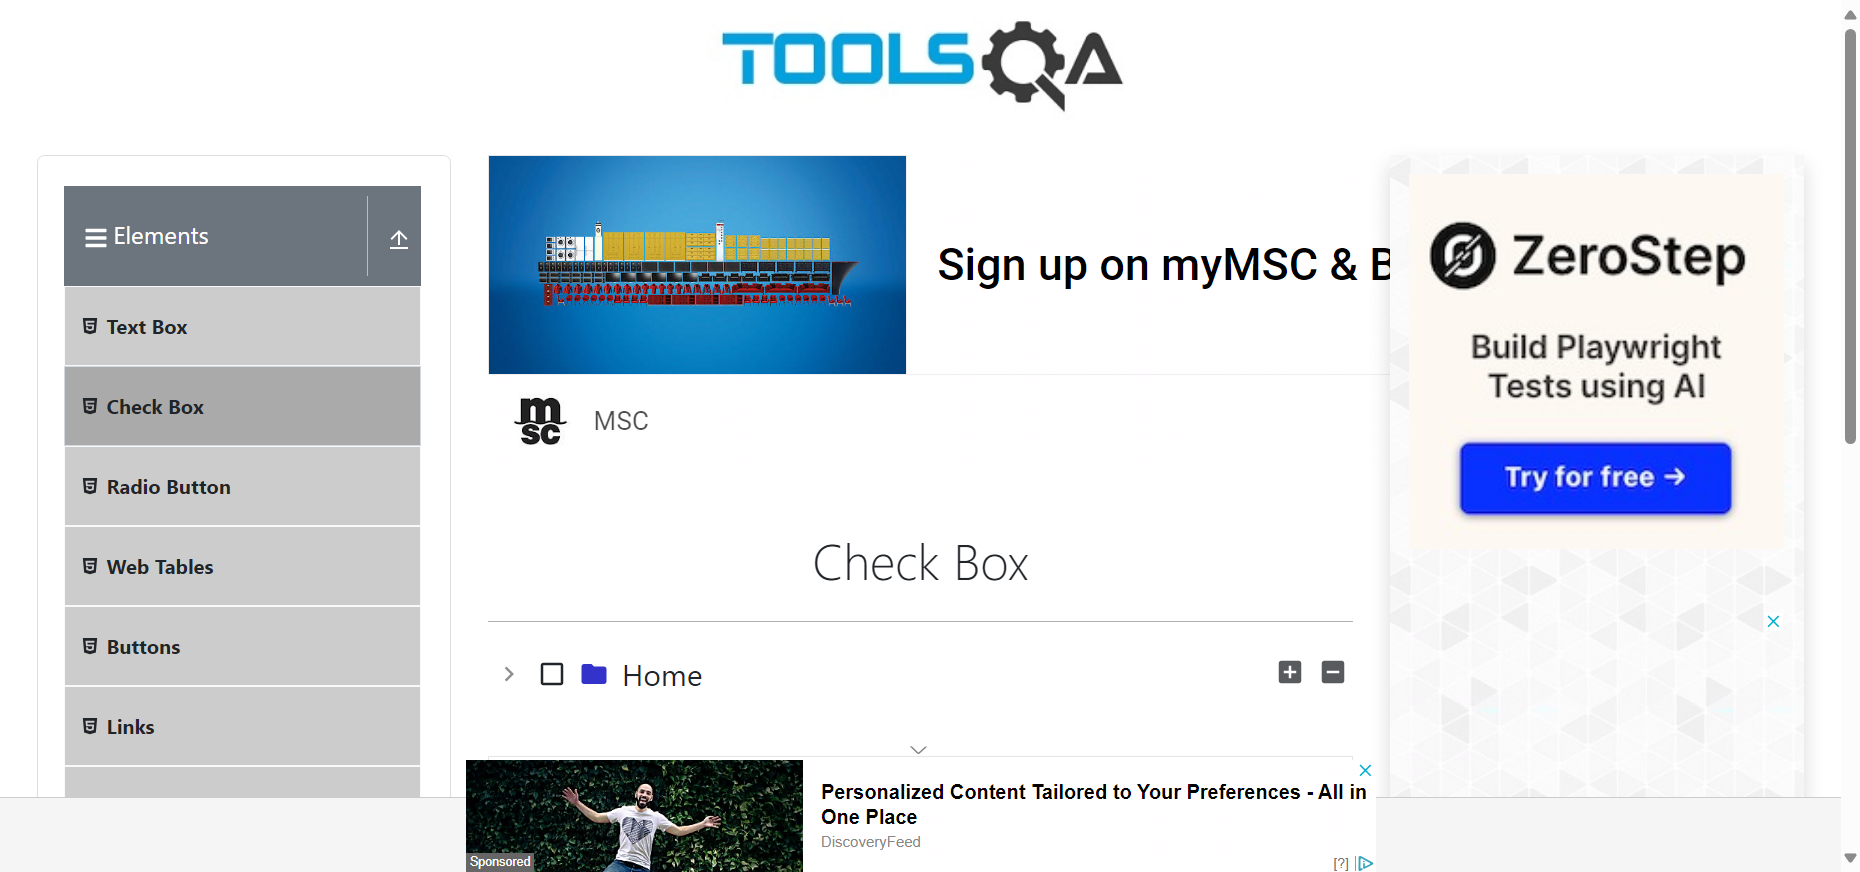 TOOLSQA
Elements
Text Box
Check Box
Radio Button
Web Tables
Buttons
Links
Sign up on myMSC & B
msc
MSC
Check Box
Home
ZeroStep
Build Playwright
Tests using AI
Try for free →
Sponsored
Personalized Content Tailored to Your Preferences - All in
One Place
DiscoveryFeed
[?]